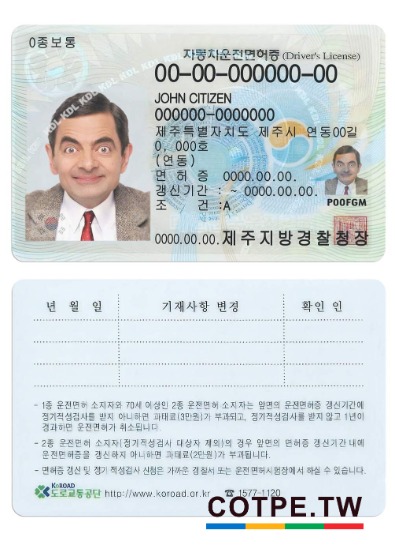 0종보통
자동차운전면허증 (Driver's License)
00-00-000000-00
JOHN CITIZEN
000000-0000000
제주특별자치도 제주시 연동00길
0, 000호
(연동)
면 허 증 0000.00.00.
갱신기간 : ~ 0000.00.00.
조 건 :A
P00FGM
0000.00.00.제주지방경찰청장
년 월 일 기재사항 변경 확인 인
- 1종 운전면허 소지자와 70세 이상인 2종 운전면허 소지자는 앞면의 운전면허증 갱신기간에
정기적성검사를 받지 아니하면 과태료(3만원)가 부과되고, 정기적성검사를 받지 않고 1년이
경과하면 운전면허가 취소됩니다.
- 2종 운전면허 소지자(정기적성검사 대상자 제외)의 경우 앞면의 면허증 갱신기간 내에
운전면허증을 갱신하지 아니하면 과태료(2만원)가 부과됩니다.
- 면허증 갱신 및 정기 적성검사 신청은 가까운 경찰서 또는 운전면허시험장에서 하실 수 있습니다.
KOROAD
도로교통공단 http://www.koroad.or.kr ☎ 1577-1120
COTPE.TW